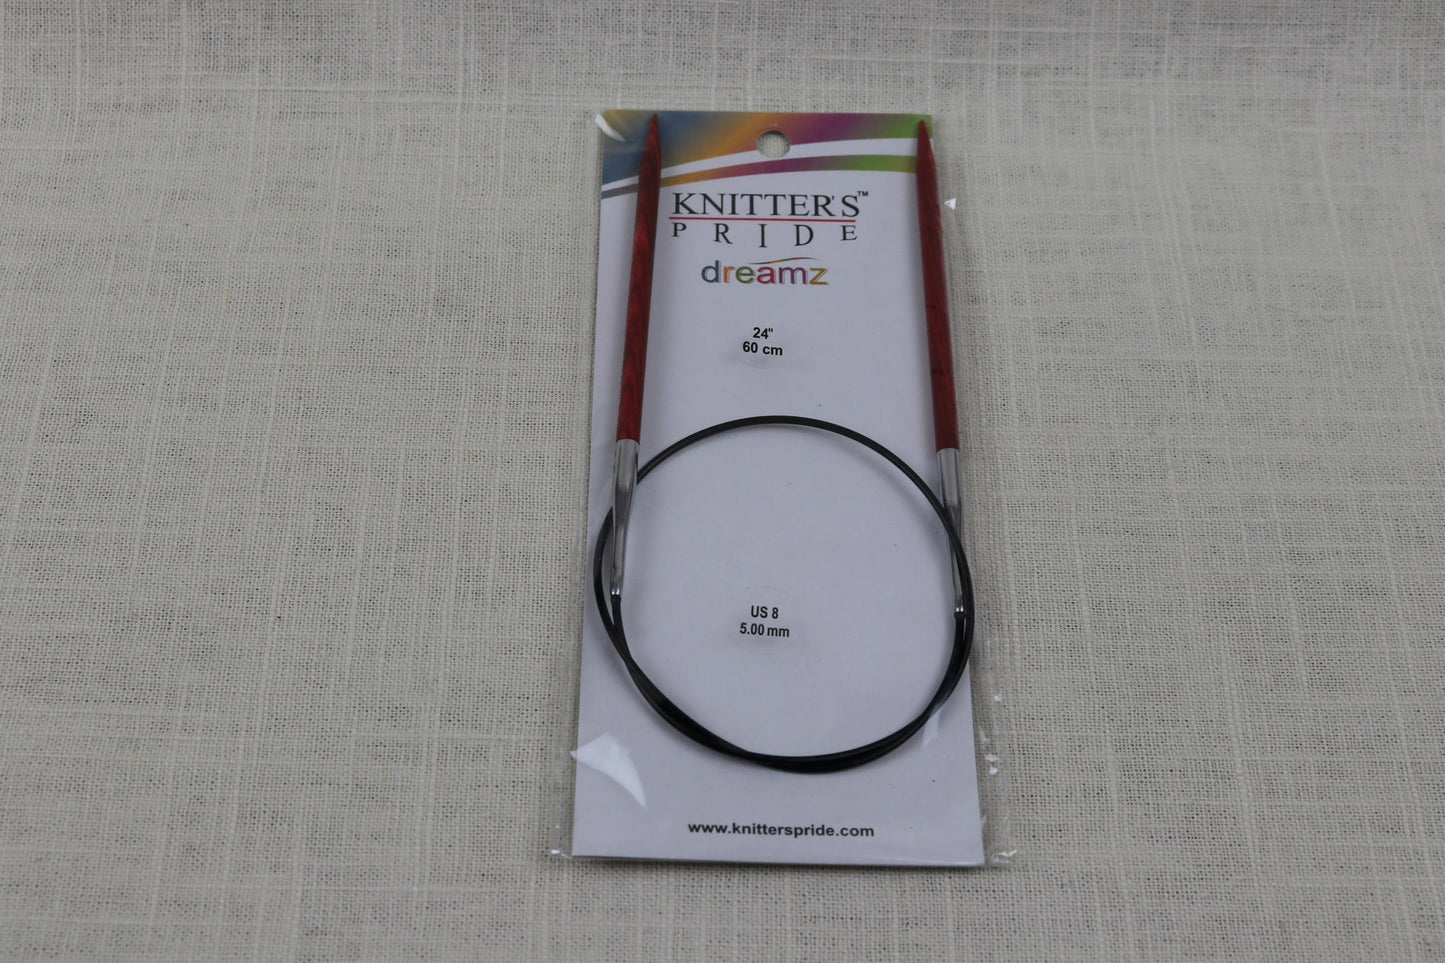 KNITTER'S™
PRIDE
dreamz
24"
60 cm
US 8
5.00 mm
www.knitterspride.com